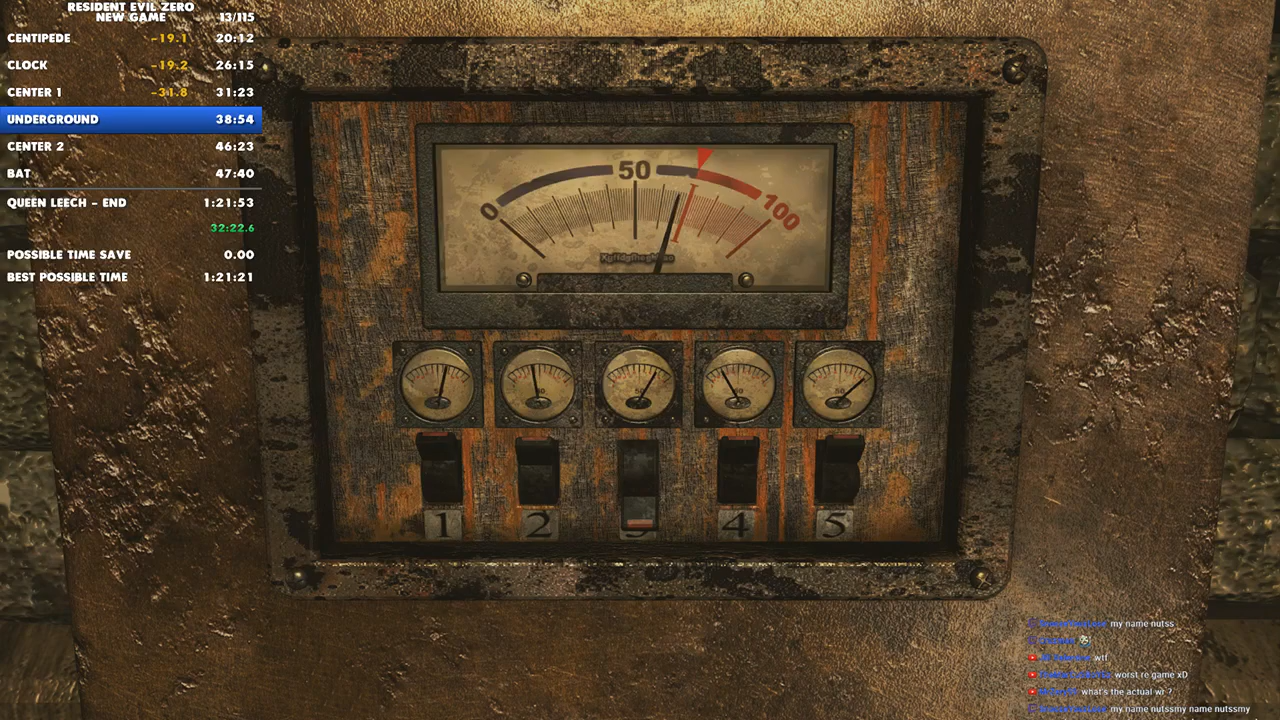 RESIDENT EVIL ZERO
NEW GAME 13/115
CENTIPEDE -19.1 20:12
CLOCK -19.2 26:15
CENTER 1 -31.8 31:23
UNDERGROUND 38:54
CENTER 2 46:23
BAT 47:40
QUEEN LEECH - END 1:21:53
32:22.6
POSSIBLE TIME SAVE 0.00
BEST POSSIBLE TIME 1:21:21
0 50 100
1 2 3 4 5
my name nutss
wtf
worst re game xD
what's the actual wr ?
my name nutssmy name nutssmy